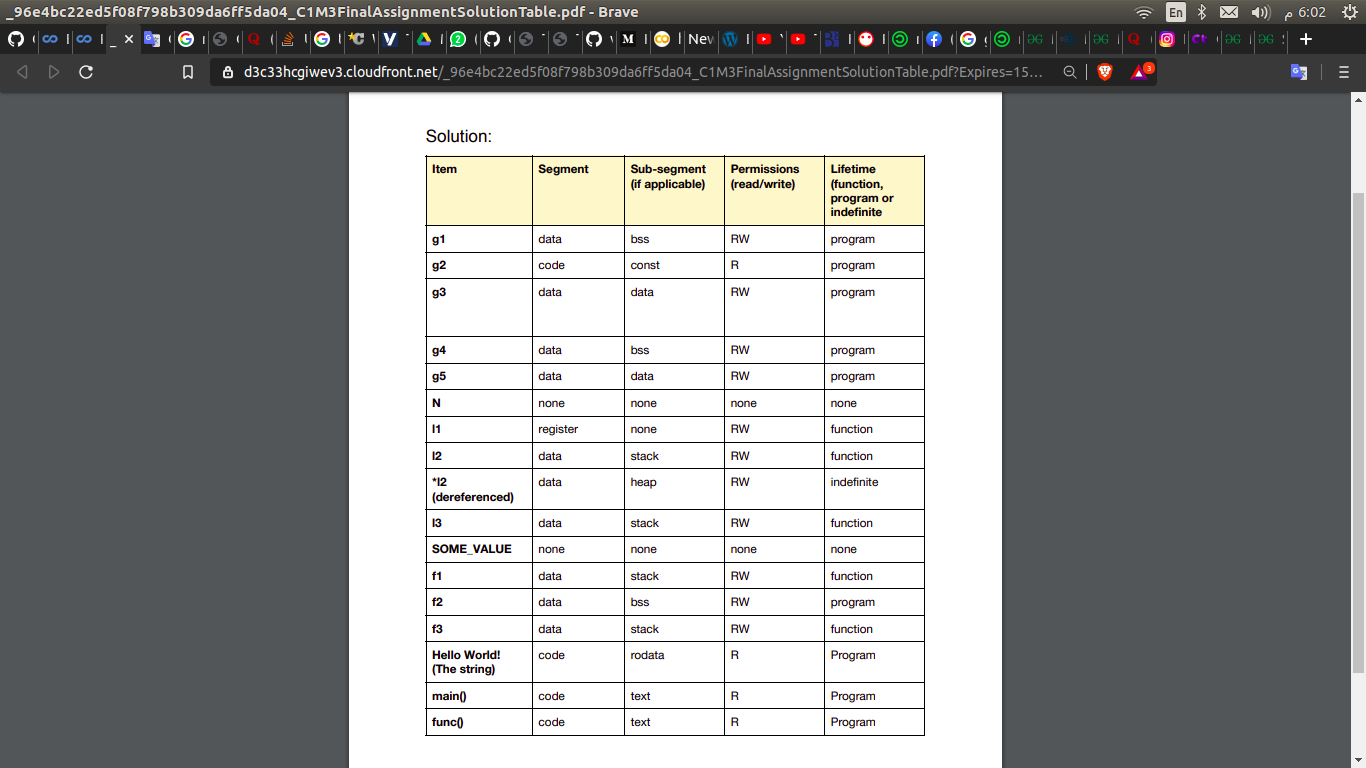 _96e4bc22ed5f08f798b309da6ff5da04_C1M3FinalAssignmentSolutionTable.pdf - Brave
En
6:02 م
New
d3c33hcgiwev3.cloudfront.net/_96e4bc22ed5f08f798b309da6ff5da04_C1M3FinalAssignmentSolutionTable.pdf?Expires=15...
3
Solution:
Item Segment Sub-segment (if applicable) Permissions (read/write) Lifetime (function, program or indefinite
g1 data bss RW program
g2 code const R program
g3 data data RW program
g4 data bss RW program
g5 data data RW program
N none none none none
l1 register none RW function
l2 data stack RW function
*l2 (dereferenced) data heap RW indefinite
l3 data stack RW function
SOME_VALUE none none none none
f1 data stack RW function
f2 data bss RW program
f3 data stack RW function
Hello World! (The string) code rodata R Program
main() code text R Program
func() code text R Program